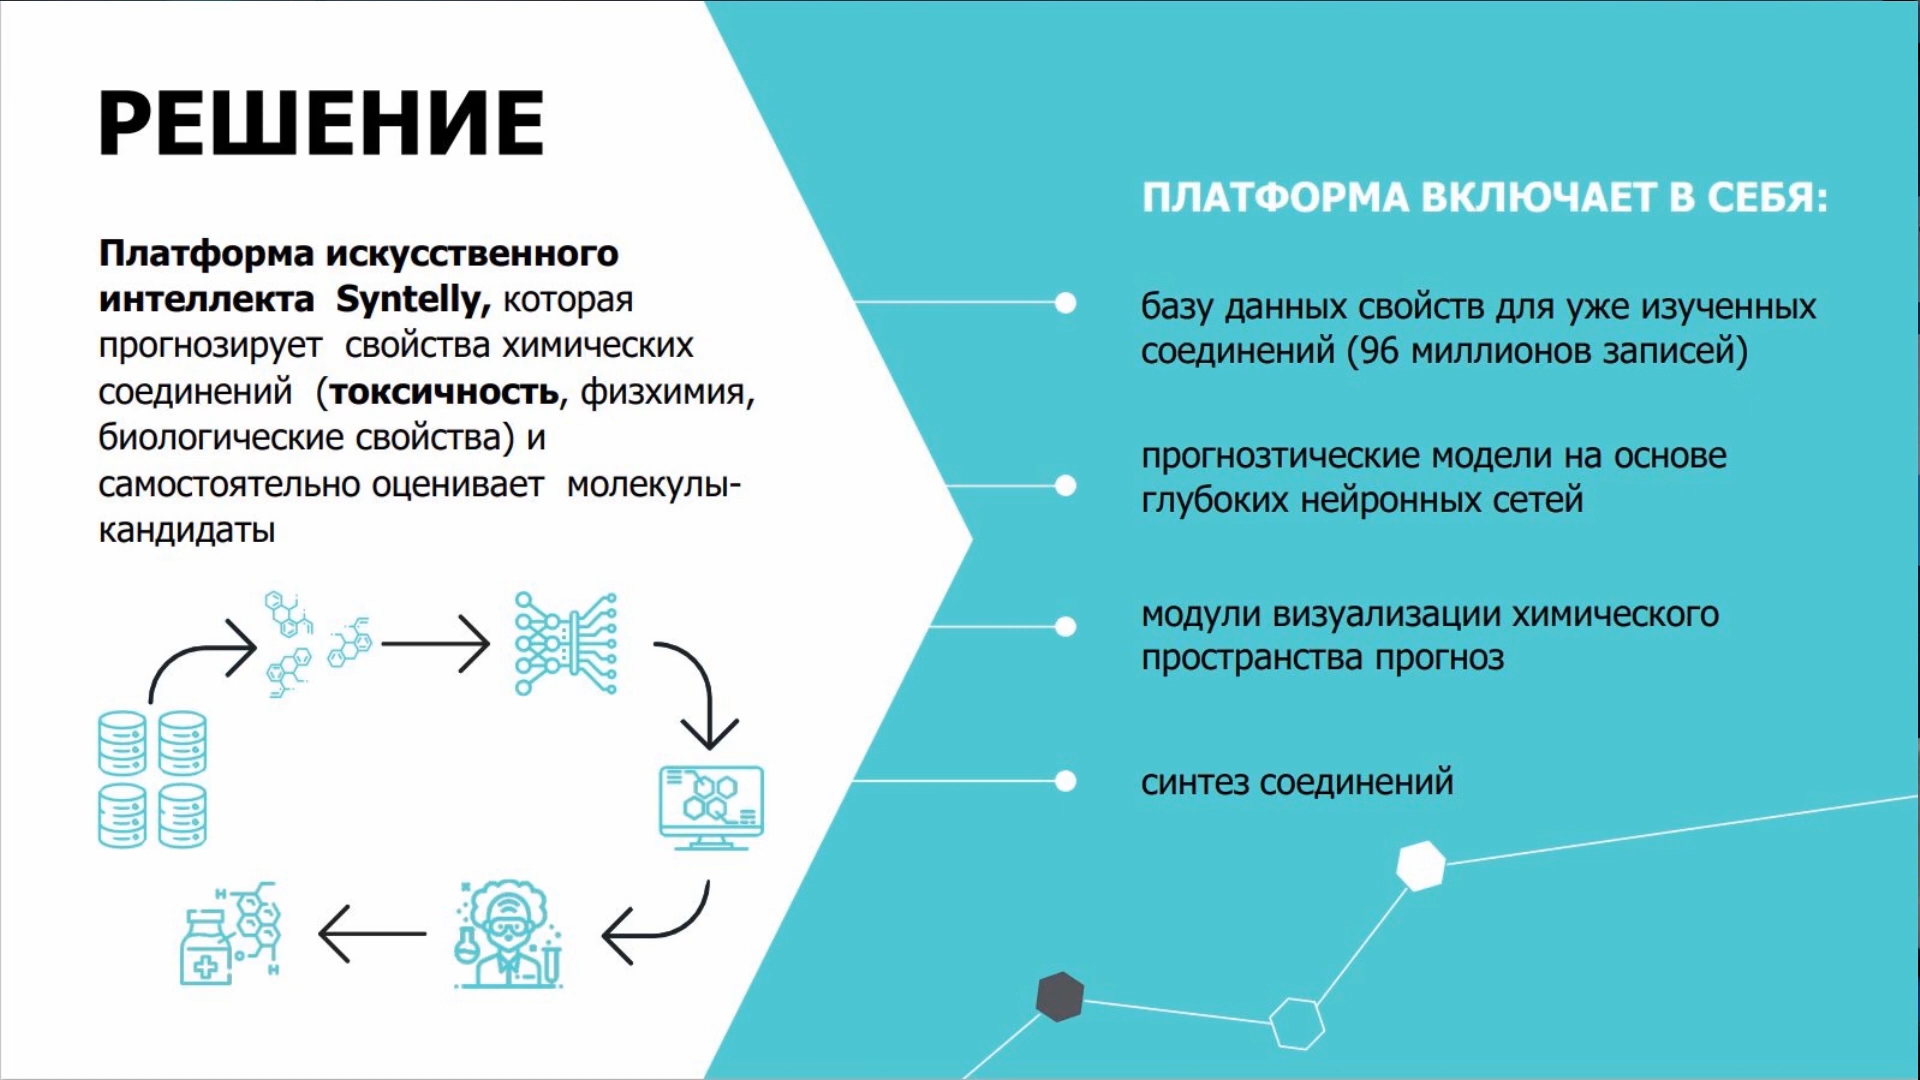 РЕШЕНИЕ
Платформа искусственного
интеллекта Syntelly, которая
прогнозирует свойства химических
соединений (токсичность, физхимия,
биологические свойства) и
самостоятельно оценивает молекулы-
кандидаты
ПЛАТФОРМА ВКЛЮЧАЕТ В СЕБЯ:
базу данных свойств для уже изученных
соединений (96 миллионов записей)
прогнозтические модели на основе
глубоких нейронных сетей
модули визуализации химического
пространства прогноз
синтез соединений
H
H